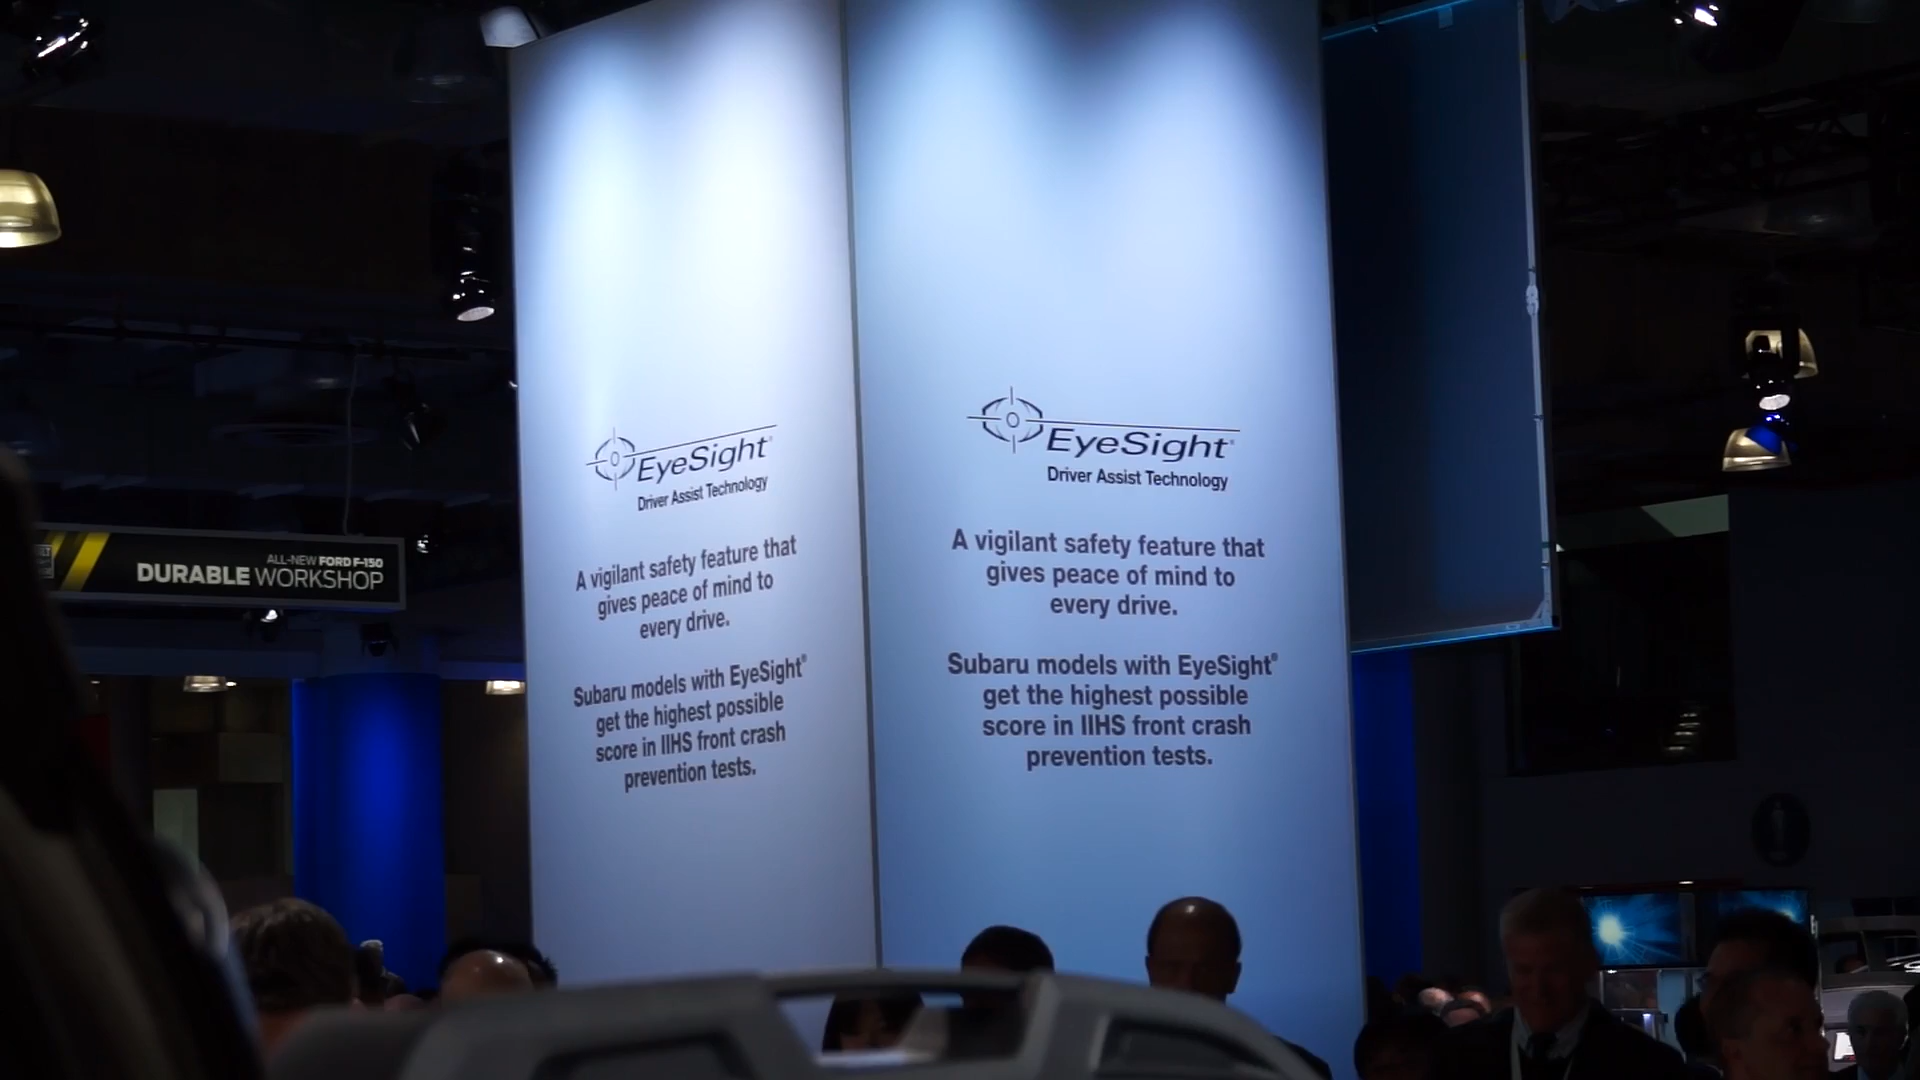 ALL-NEW FORD F-150
DURABLE WORKSHOP
EyeSight®
Driver Assist Technology
A vigilant safety feature that
gives peace of mind to
every drive.
Subaru models with EyeSight®
get the highest possible
score in IIHS front crash
prevention tests.
EyeSight®
Driver Assist Technology
A vigilant safety feature that
gives peace of mind to
every drive.
Subaru models with EyeSight®
get the highest possible
score in IIHS front crash
prevention tests.